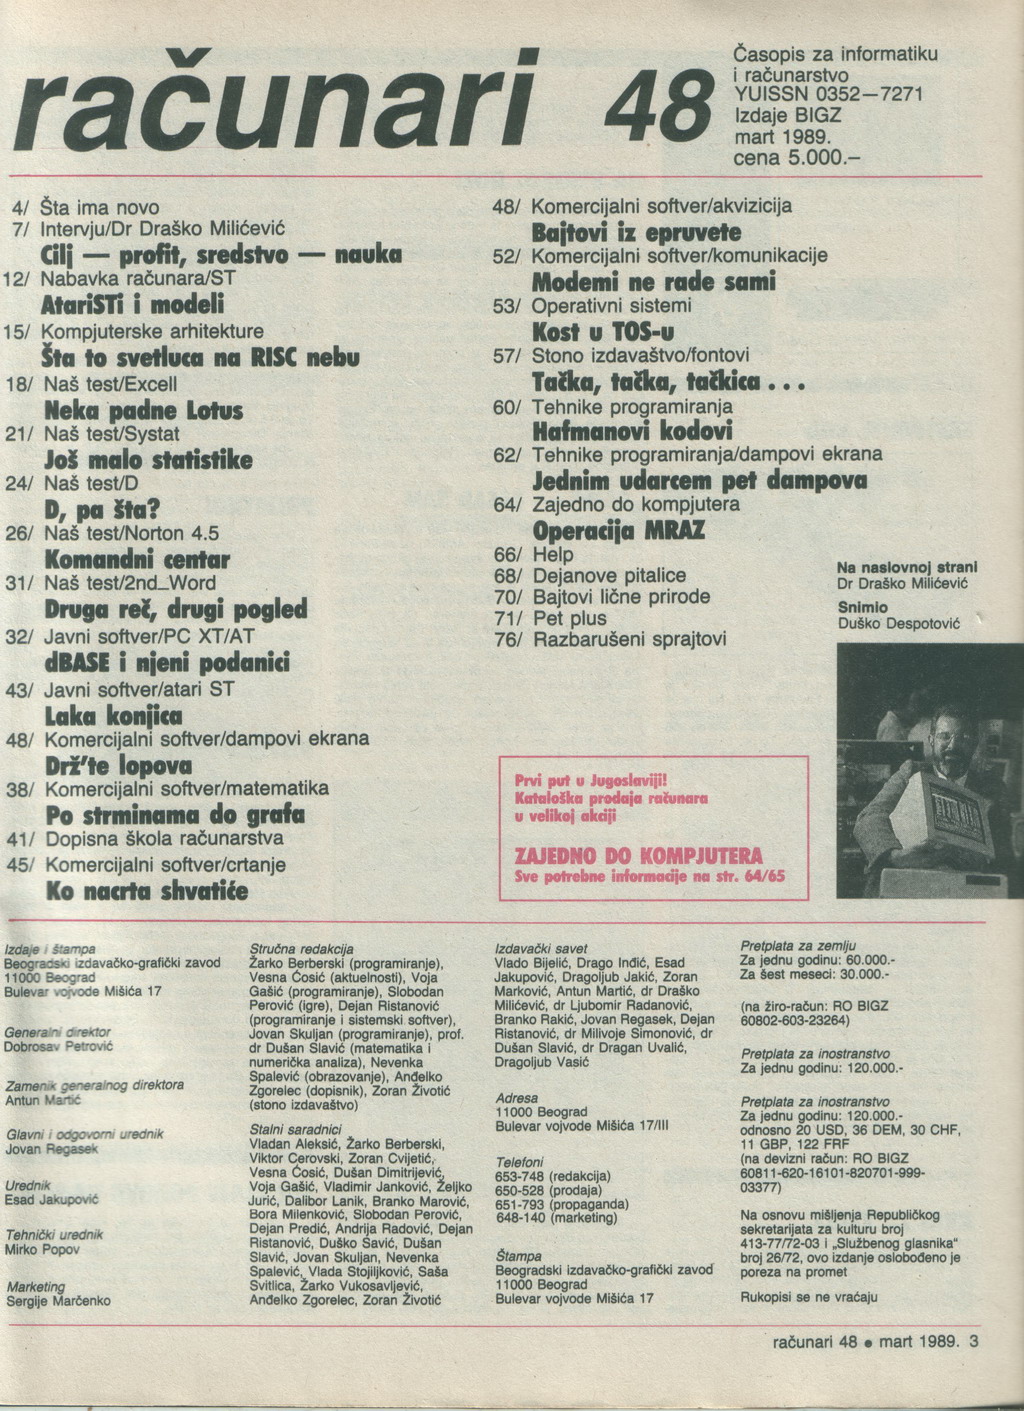 računari 48
Časopis za informatiku
i računarstvo
YUISSN 0352—7271
Izdaje BIGZ
mart 1989.
cena 5.000.—
4/ Šta ima novo
7/ Intervju/Dr Draško Milićević
Cilj — profit, sredstvo — nauka
12/ Nabavka računara/ST
AtariSTi i modeli
15/ Kompjuterske arhitekture
Šta to svetluca na RISC nebu
18/ Naš test/Excell
Neka padne Lotus
21/ Naš test/Systat
Još malo statistike
24/ Naš test/D
D, pa šta?
26/ Naš test/Norton 4.5
Komandni centar
31/ Naš test/2nd_Word
Druga reč, drugi pogled
32/ Javni softver/PC XT/AT
dBASE i njeni podanici
43/ Javni softver/atari ST
Laka konjica
48/ Komercijalni softver/dampovi ekrana
Drž'te lopova
38/ Komercijalni softver/matematika
Po strminama do grafa
41/ Dopisna škola računarstva
45/ Komercijalni softver/crtanje
Ko nacrta shvatiće
48/ Komercijalni softver/akvizicija
Bajtovi iz epruvete
52/ Komercijalni softver/komunikacije
Modemi ne rade sami
53/ Operativni sistemi
Kost u TOS-u
57/ Stono izdavaštvo/fontovi
Tačka, tačka, tačkica . . .
60/ Tehnike programiranja
Hafmanovi kodovi
62/ Tehnike programiranja/dampovi ekrana
Jednim udarcem pet dampova
64/ Zajedno do kompjutera
Operacija MRAZ
66/ Help
68/ Dejanove pitalice
70/ Bajtovi lične prirode
71/ Pet plus
76/ Razbarušeni sprajtovi
Na naslovnoj strani
Dr Draško Milićević
Snimio
Duško Despotović
Prvi put u Jugoslaviji!
Kataloška prodaja računara
u velikoj akciji
ZAJEDNO DO KOMPJUTERA
Sve potrebne informacije na str. 64/65
Izdaje i štampa
Beogradski izdavačko-grafički zavod
11000 Beograd
Bulevar vojvode Mišića 17
Generalni direktor
Dobrosav Petrović
Zamenik generalnog direktora
Antun Martić
Glavni i odgovorni urednik
Jovan Regasek
Urednik
Esad Jakupović
Tehnički urednik
Mirko Popov
Marketing
Sergije Marčenko
Stručna redakcija
Žarko Berberski (programiranje),
Vesna Ćosić (aktuelnosti), Voja
Gašić (programiranje), Slobodan
Perović (igre), Dejan Ristanović
(programiranje i sistemski softver),
Jovan Skuljan (programiranje), prof.
dr Dušan Slavić (matematika i
numerička analiza), Nevenka
Spalević (obrazovanje), Anđelko
Zgorelec (dopisnik), Zoran Životić
(stono izdavaštvo)
Stalni saradnici
Vladan Aleksić, Žarko Berberski,
Viktor Cerovski, Zoran Cvijetić,
Vesna Ćosić, Dušan Dimitrijević,
Voja Gašić, Vladimir Janković, Željko
Jurić, Dalibor Lanik, Branko Marović,
Bora Milenković, Slobodan Perović,
Dejan Predić, Andrija Radović, Dejan
Ristanović, Duško Savić, Dušan
Slavić, Jovan Skuljan, Nevenka
Spalević, Vlada Stojiljković, Saša
Svitlica, Žarko Vukosavljević,
Anđelko Zgorelec, Zoran Životić
Izdavački savet
Vlado Bijelić, Drago Inđić, Esad
Jakupović, Dragoljub Jakić, Zoran
Marković, Antun Martić, dr Draško
Milićević, dr Ljubomir Radanović,
Branko Rakić, Jovan Regasek, Dejan
Ristanović, dr Milivoje Simonović, dr
Dušan Slavić, dr Dragan Uvalić,
Dragoljub Vasić
Adresa
11000 Beograd
Bulevar vojvode Mišića 17/III
Telefoni
653-748 (redakcija)
650-528 (prodaja)
651-793 (propaganda)
648-140 (marketing)
Štampa
Beogradski izdavačko-grafički zavod
11000 Beograd
Bulevar vojvode Mišića 17
Pretplata za zemlju
Za jednu godinu: 60.000.-
Za šest meseci: 30.000.-
(na žiro-račun: RO BIGZ
60802-603-23264)
Pretplata za inostranstvo
Za jednu godinu: 120.000.-
Pretplata za inostranstvo
Za jednu godinu: 120.000.-
odnosno 20 USD, 36 DEM, 30 CHF,
11 GBP, 122 FRF
(na devizni račun: RO BIGZ
60811-620-16101-820701-999-
03377)
Na osnovu mišljenja Republičkog
sekretarijata za kulturu broj
413-77/72-03 i „Službenog glasnika"
broj 26/72, ovo izdanje oslobođeno je
poreza na promet
Rukopisi se ne vraćaju
računari 48 • mart 1989. 3